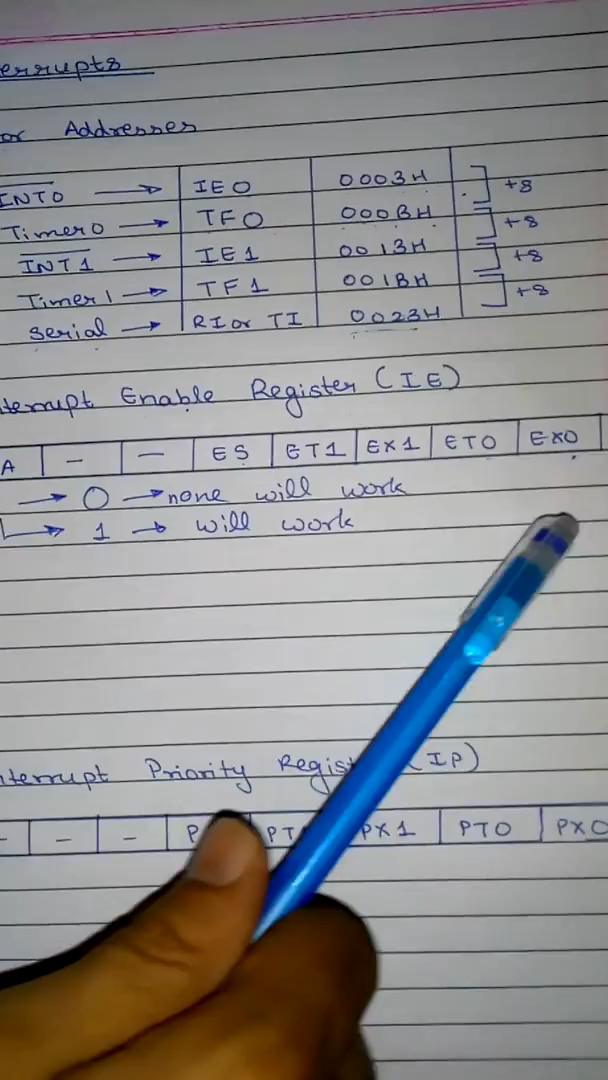 errupts
or Addresses
INT0 → IE0 0003H
Timer0 → TF0 000BH +8
INT1 → IE1 0013H +8
Timer1 → TF1 001BH +8
Serial → RI or TI 0023H +8
terrupt Enable Register (IE)
A - - ES ET1 EX1 ET0 EX0
→ 0 → none will work
→ 1 → will work
nterrupt Priority Regis (IP)
- - - P PT PX1 PT0 PX0